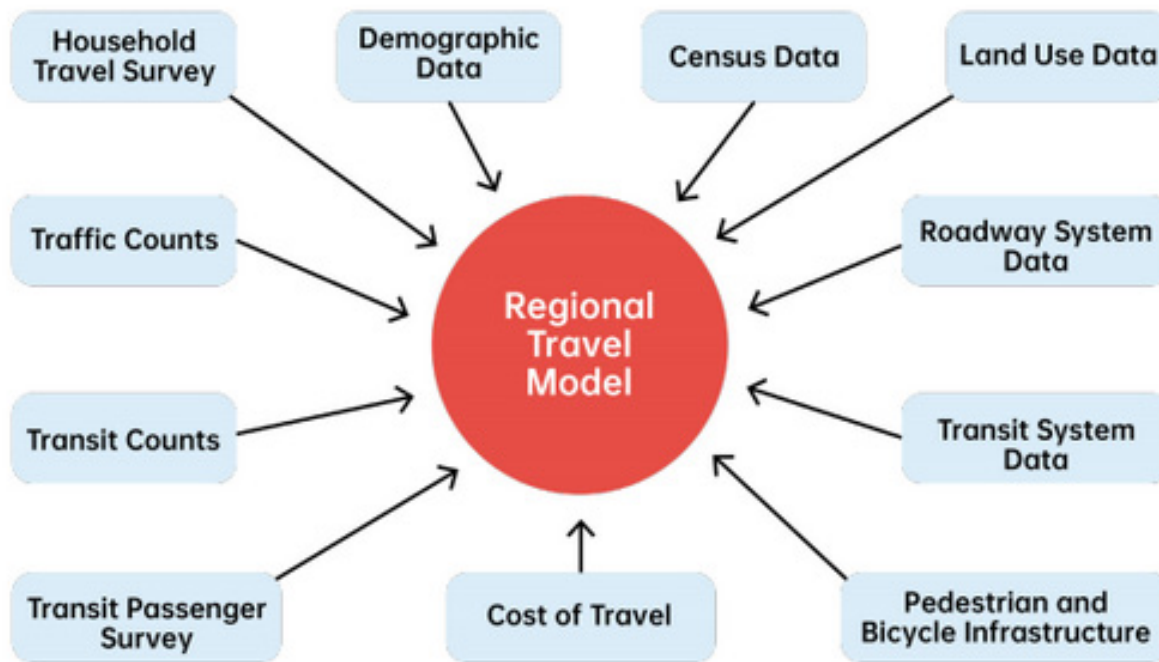 Household
Travel Survey
Demographic
Data
Census Data
Land Use Data
Traffic Counts
Roadway System
Data
Regional
Travel
Model
Transit Counts
Transit System
Data
Transit Passenger
Survey
Cost of Travel
Pedestrian and
Bicycle Infrastructure